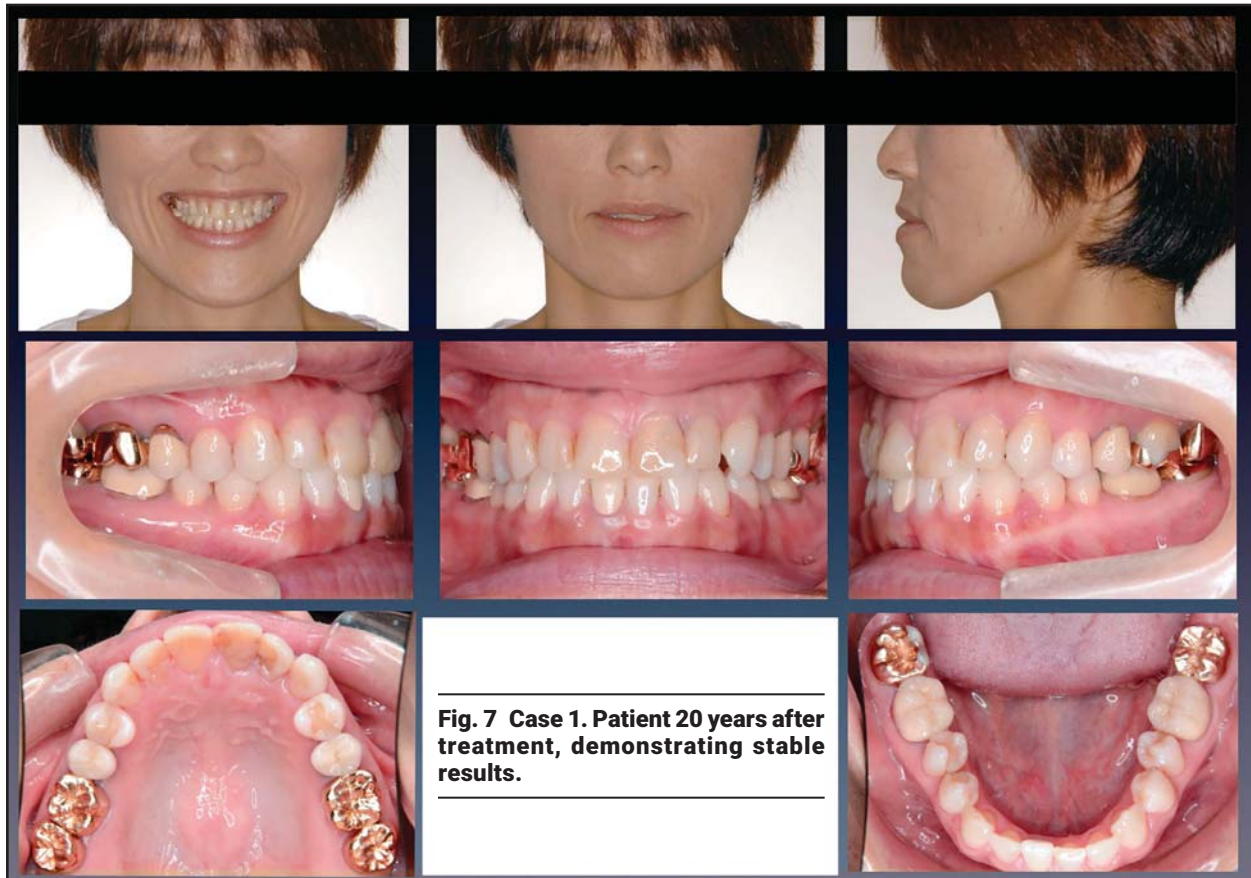 Fig. 7 Case 1. Patient 20 years after
treatment, demonstrating stable
results.